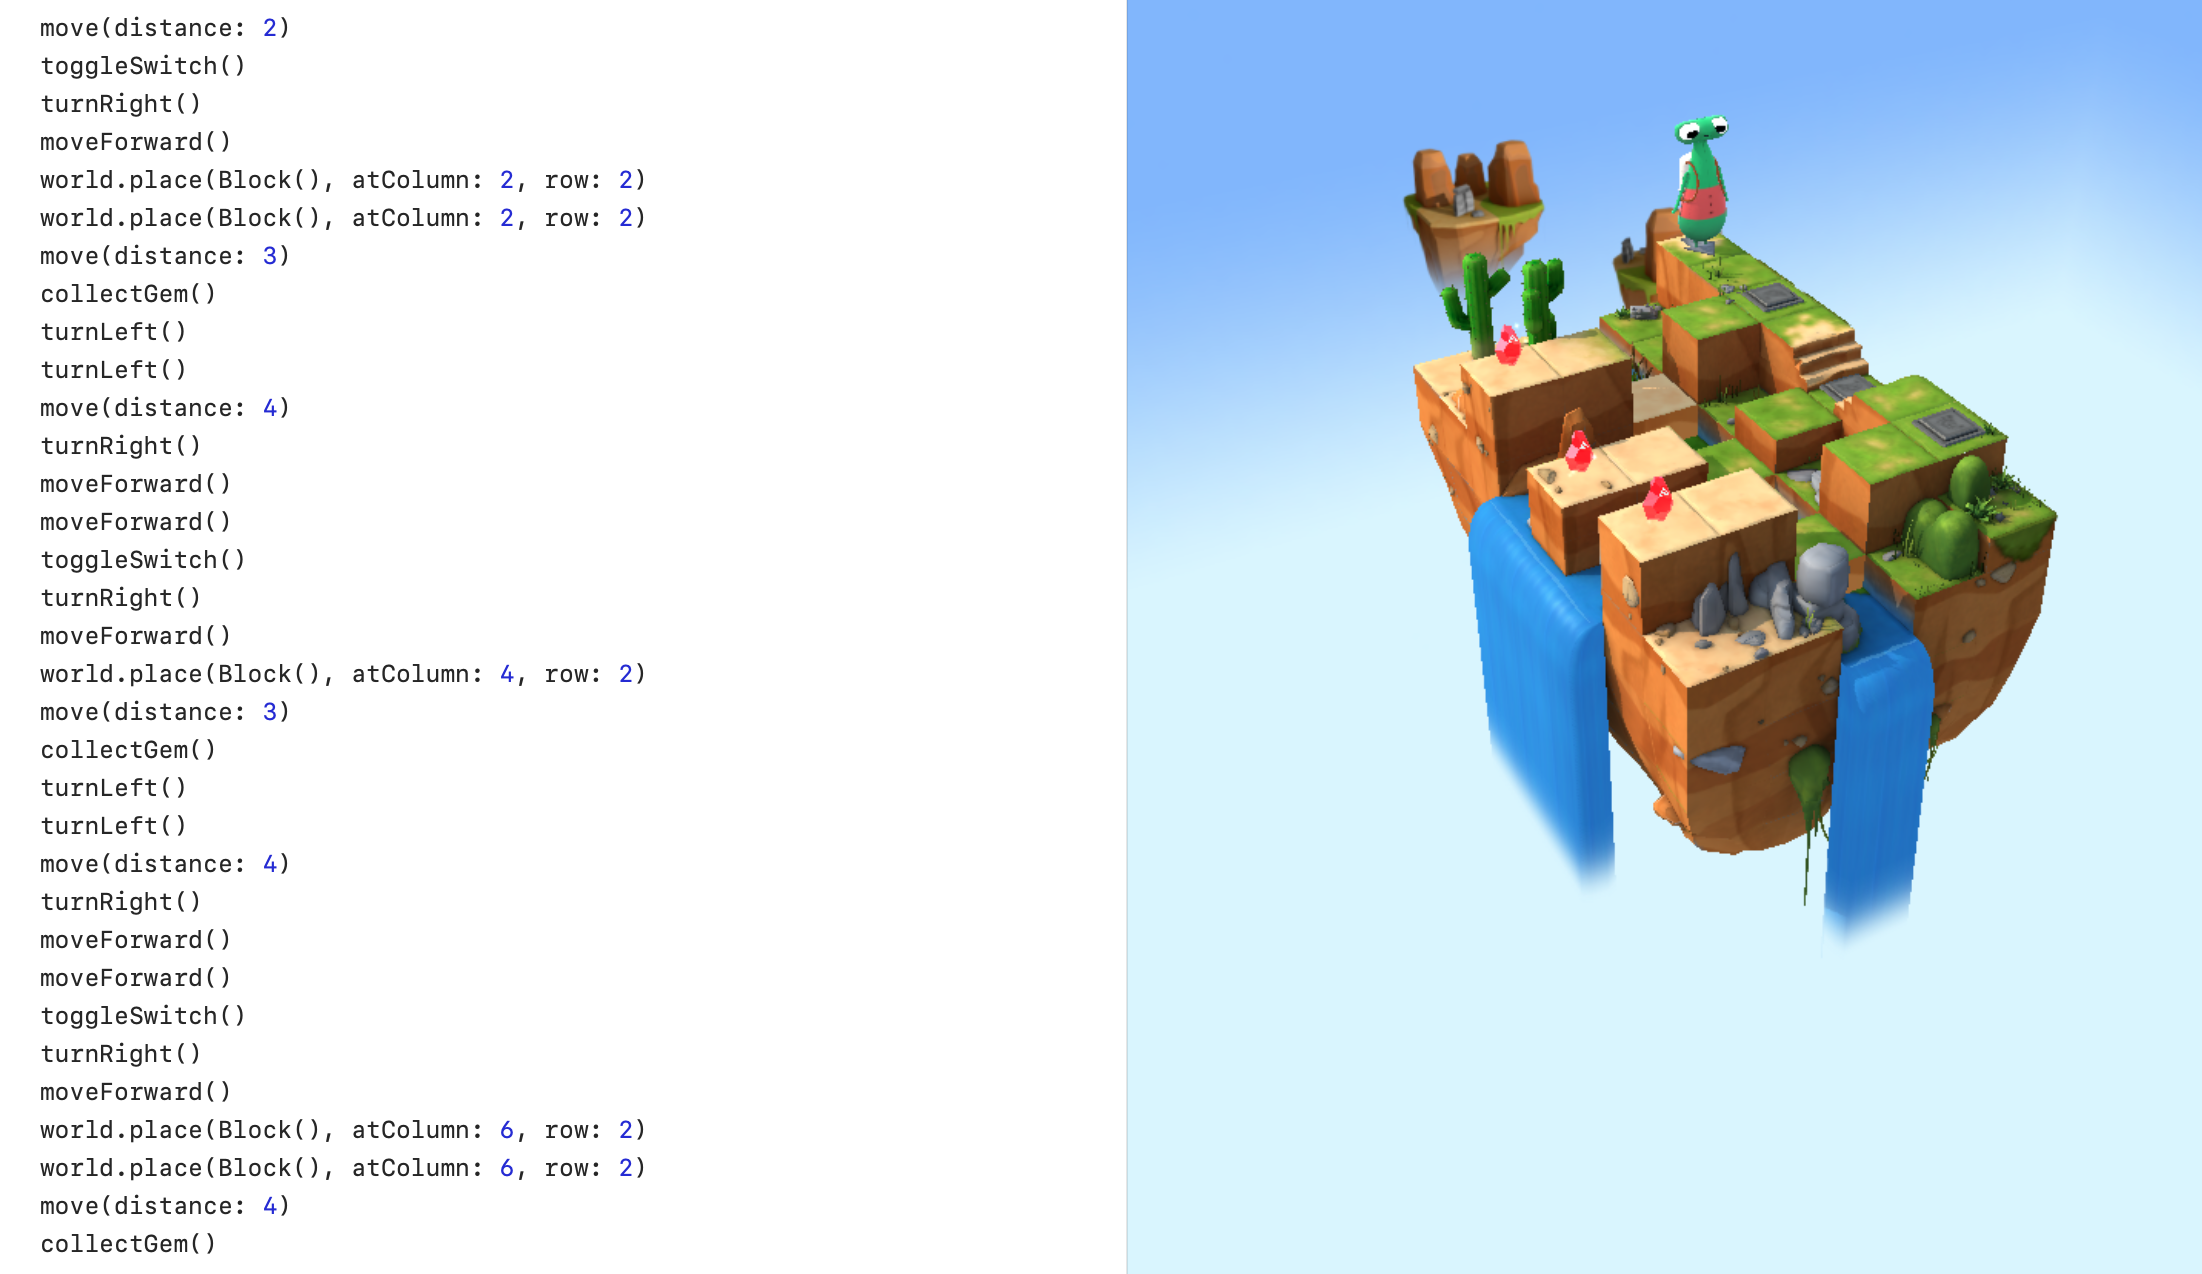 move(distance: 2)
toggleSwitch()
turnRight()
moveForward()
world.place(Block(), atColumn: 2, row: 2)
world.place(Block(), atColumn: 2, row: 2)
move(distance: 3)
collectGem()
turnLeft()
turnLeft()
move(distance: 4)
turnRight()
moveForward()
moveForward()
toggleSwitch()
turnRight()
moveForward()
world.place(Block(), atColumn: 4, row: 2)
move(distance: 3)
collectGem()
turnLeft()
turnLeft()
move(distance: 4)
turnRight()
moveForward()
moveForward()
toggleSwitch()
turnRight()
moveForward()
world.place(Block(), atColumn: 6, row: 2)
world.place(Block(), atColumn: 6, row: 2)
move(distance: 4)
collectGem()